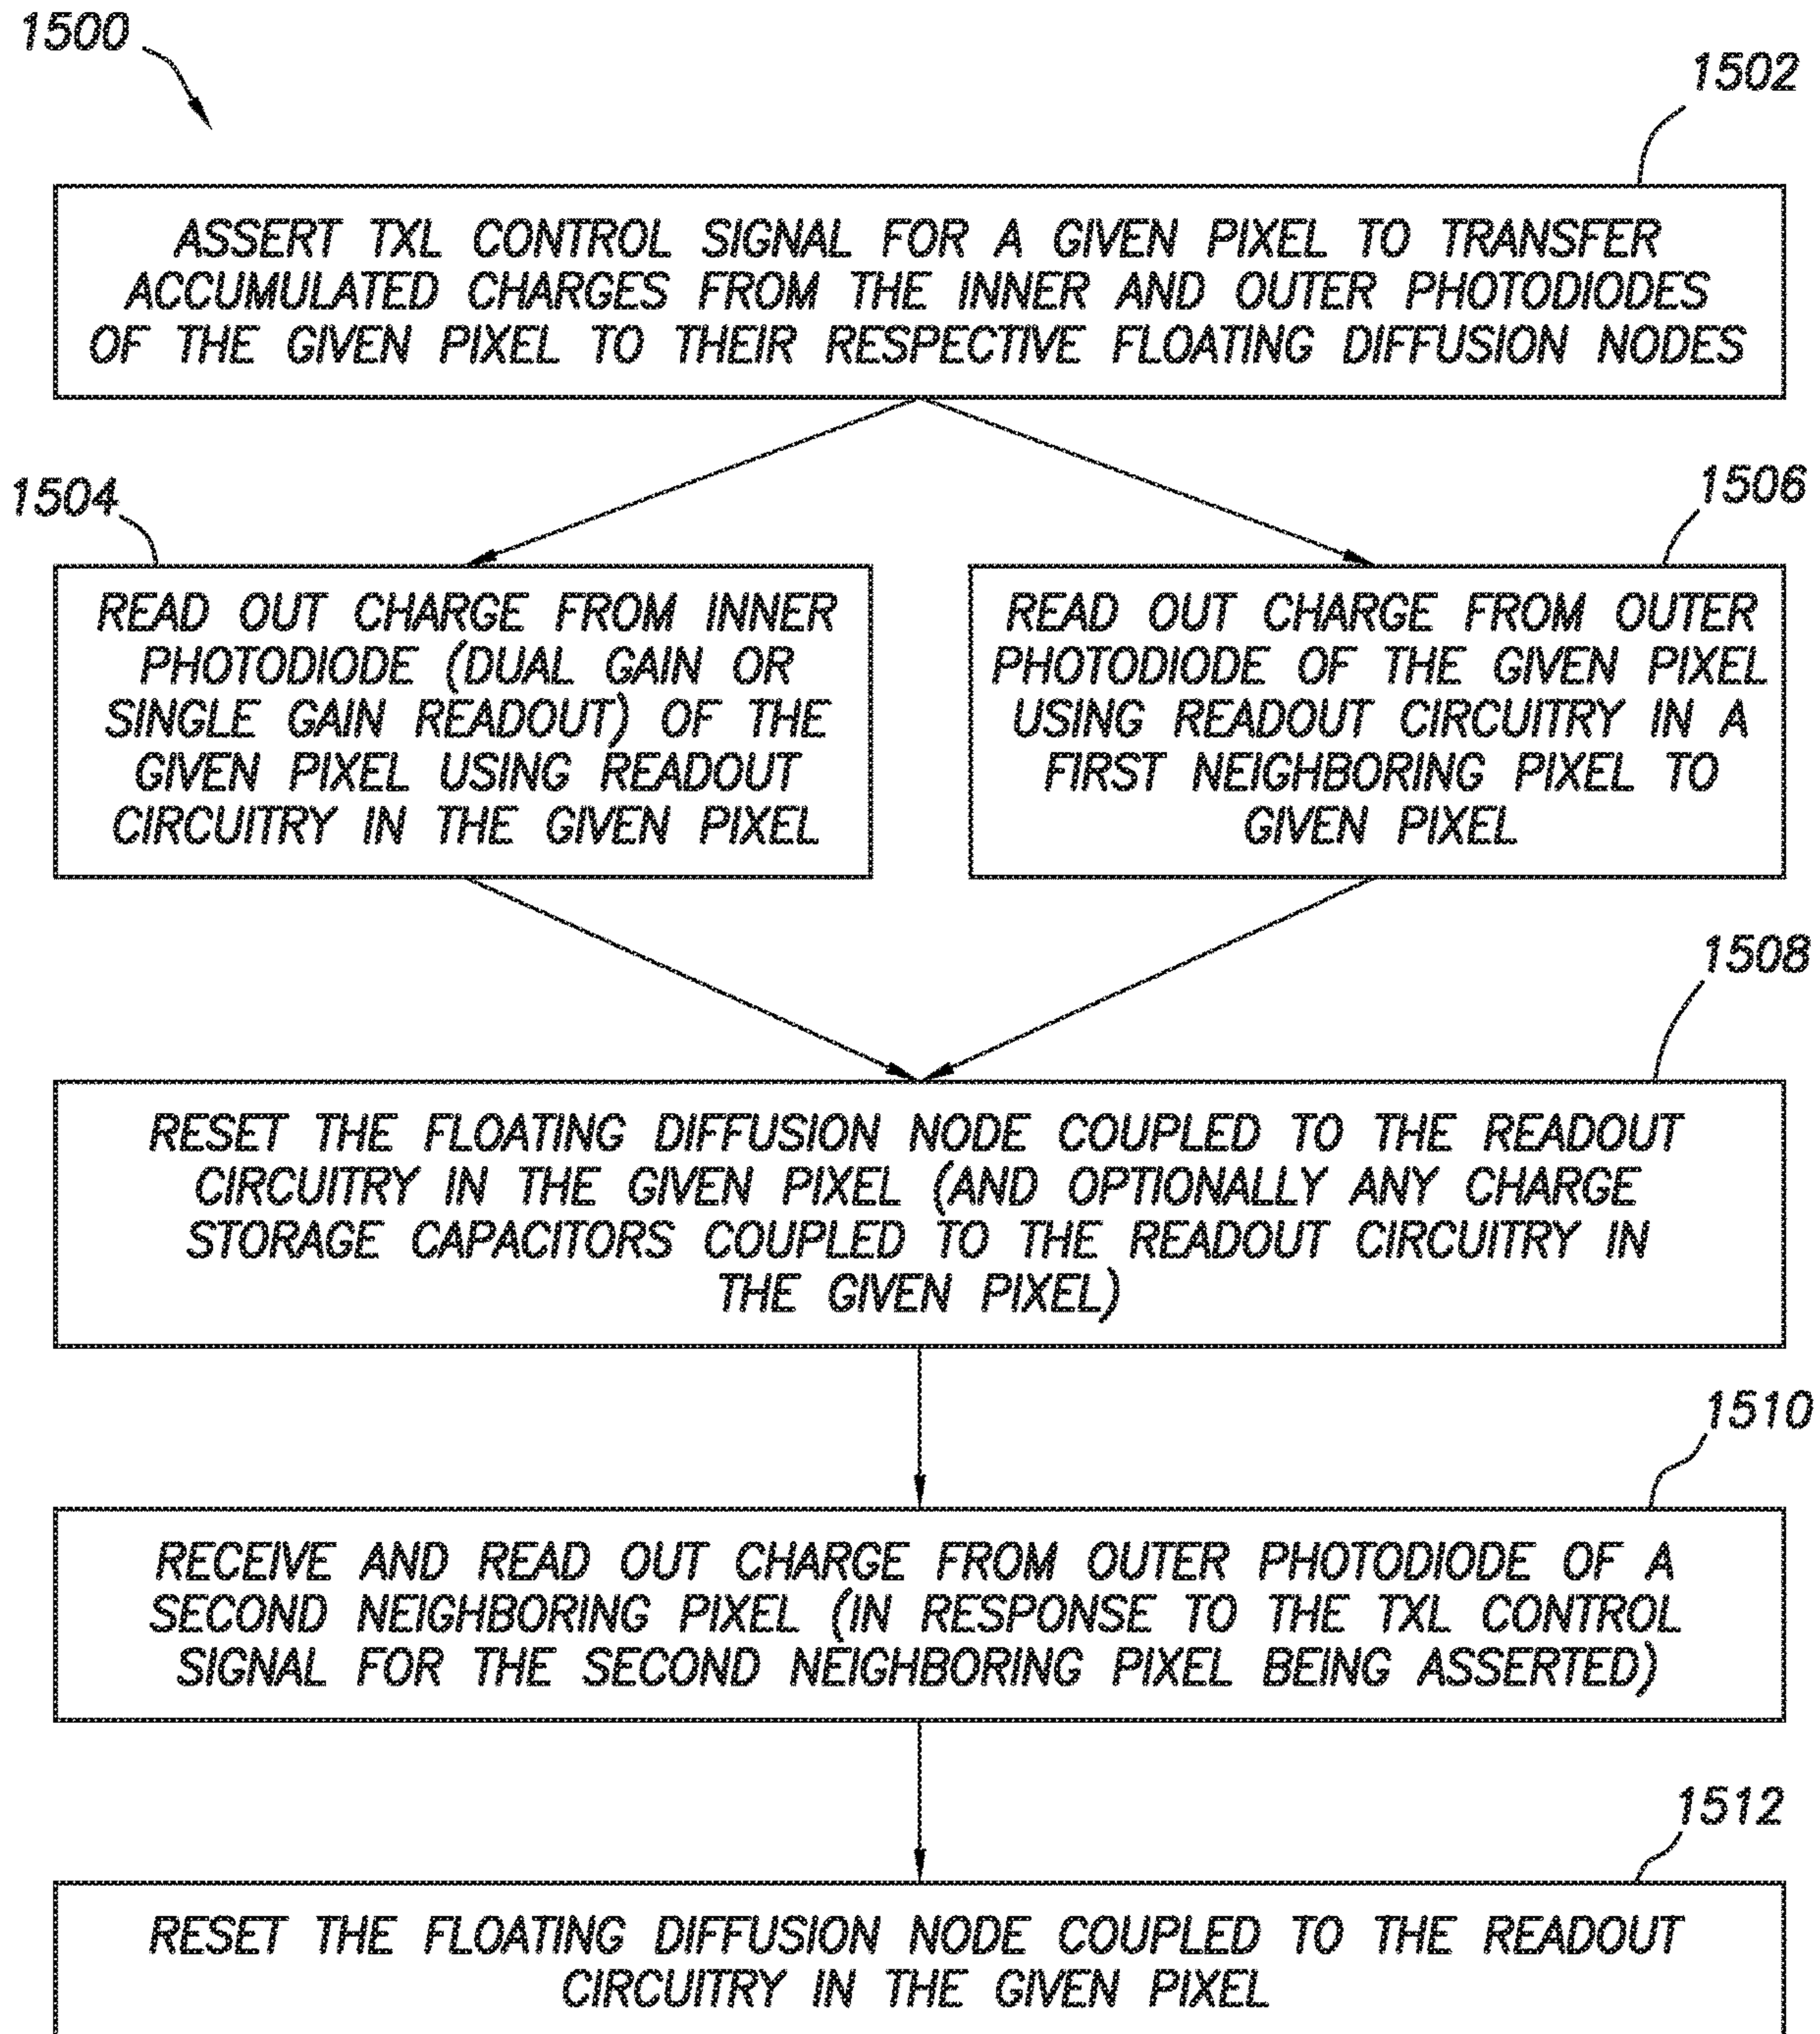 1500
1502
ASSERT TXL CONTROL SIGNAL FOR A GIVEN PIXEL TO TRANSFER
ACCUMULATED CHARGES FROM THE INNER AND OUTER PHOTODIODES
OF THE GIVEN PIXEL TO THEIR RESPECTIVE FLOATING DIFFUSION NODES
1504
READ OUT CHARGE FROM INNER
PHOTODIODE (DUAL GAIN OR
SINGLE GAIN READOUT) OF THE
GIVEN PIXEL USING READOUT
CIRCUITRY IN THE GIVEN PIXEL
1506
READ OUT CHARGE FROM OUTER
PHOTODIODE OF THE GIVEN PIXEL
USING READOUT CIRCUITRY IN A
FIRST NEIGHBORING PIXEL TO
GIVEN PIXEL
1508
RESET THE FLOATING DIFFUSION NODE COUPLED TO THE READOUT
CIRCUITRY IN THE GIVEN PIXEL (AND OPTIONALLY ANY CHARGE
STORAGE CAPACITORS COUPLED TO THE READOUT CIRCUITRY IN
THE GIVEN PIXEL)
1510
RECEIVE AND READ OUT CHARGE FROM OUTER PHOTODIODE OF A
SECOND NEIGHBORING PIXEL (IN RESPONSE TO THE TXL CONTROL
SIGNAL FOR THE SECOND NEIGHBORING PIXEL BEING ASSERTED)
1512
RESET THE FLOATING DIFFUSION NODE COUPLED TO THE READOUT
CIRCUITRY IN THE GIVEN PIXEL